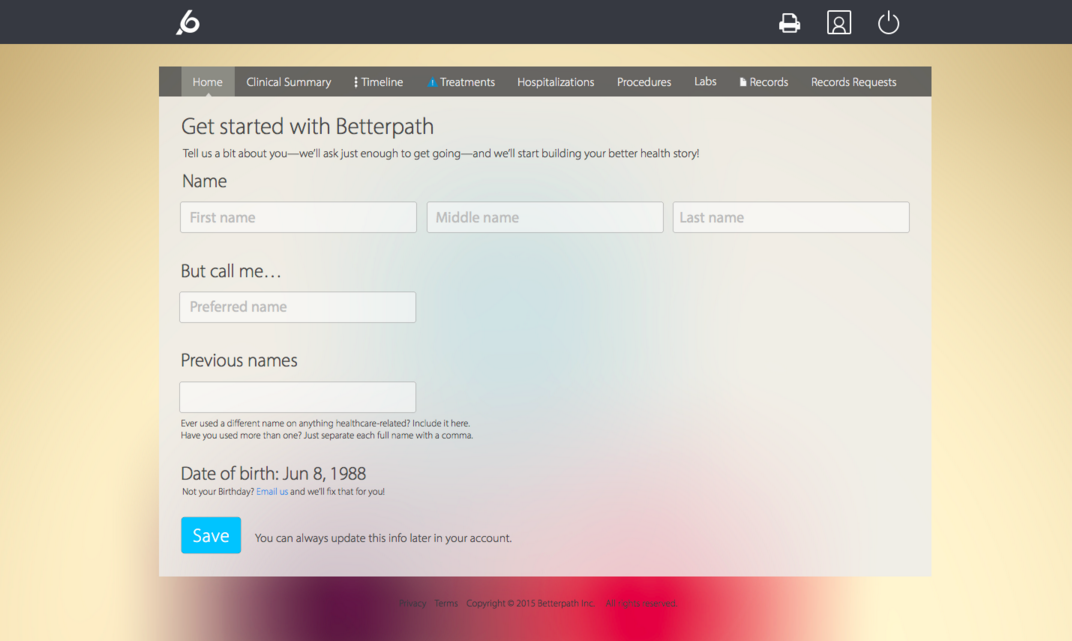 Home Clinical Summary Timeline Treatments Hospitalizations Procedures Labs Records Records Requests
Get started with Betterpath
Tell us a bit about you—we'll ask just enough to get going—and we'll start building your better health story!
Name
First name Middle name Last name
But call me…
Preferred name
Previous names
Ever used a different name on anything healthcare-related? Include it here.
Have you used more than one? Just separate each full name with a comma.
Date of birth: Jun 8, 1988
Not your Birthday? Email us and we'll fix that for you!
Save You can always update this info later in your account.
Privacy Terms Copyright © 2015 Betterpath Inc. All rights reserved.